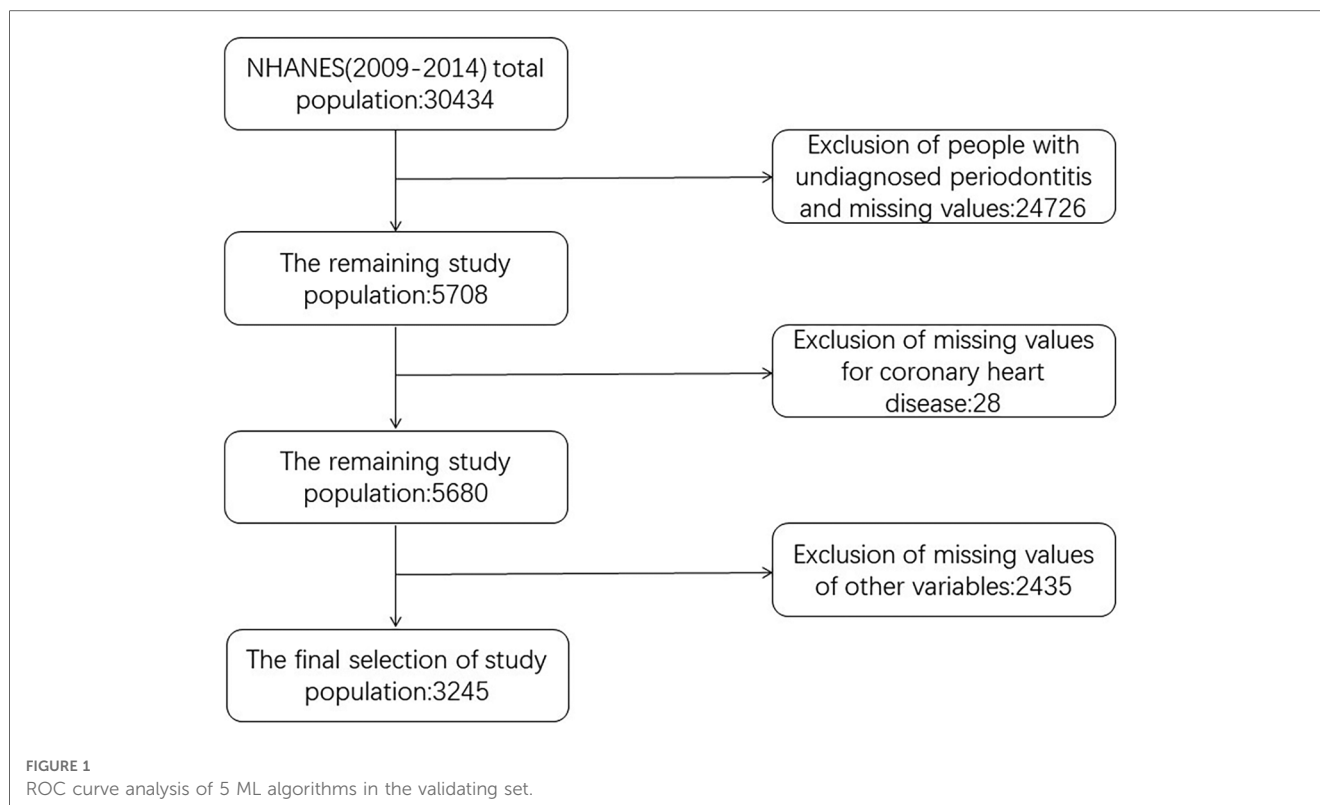 NHANES(2009-2014) total
population:30434
Exclusion of people with
undiagnosed periodontitis
and missing values:24726
The remaining study
population:5708
Exclusion of missing values
for coronary heart
disease:28
The remaining study
population:5680
Exclusion of missing values
of other variables:2435
The final selection of study
population:3245
FIGURE 1
ROC curve analysis of 5 ML algorithms in the validating set.